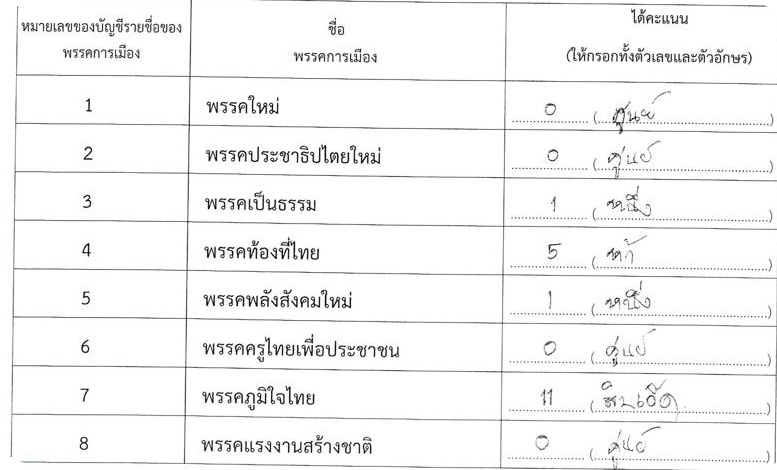 หมายเลขของบัญชีรายชื่อของ พรรคการเมือง ชื่อ พรรคการเมือง ได้คะแนน (ให้กรอกทั้งตัวเลขและตัวอักษร)
1 พรรคใหม่ 0 (ศูนย์)
2 พรรคประชาธิปไตยใหม่ 0 (ศูนย์)
3 พรรคเป็นธรรม 1 (หนึ่ง)
4 พรรคท้องที่ไทย 5 (ห้า)
5 พรรคพลังสังคมใหม่ 1 (หนึ่ง)
6 พรรคครูไทยเพื่อประชาชน 0 (ศูนย์)
7 พรรคภูมิใจไทย 11 (สิบเอ็ด)
8 พรรคแรงงานสร้างชาติ 0 (ศูนย์)